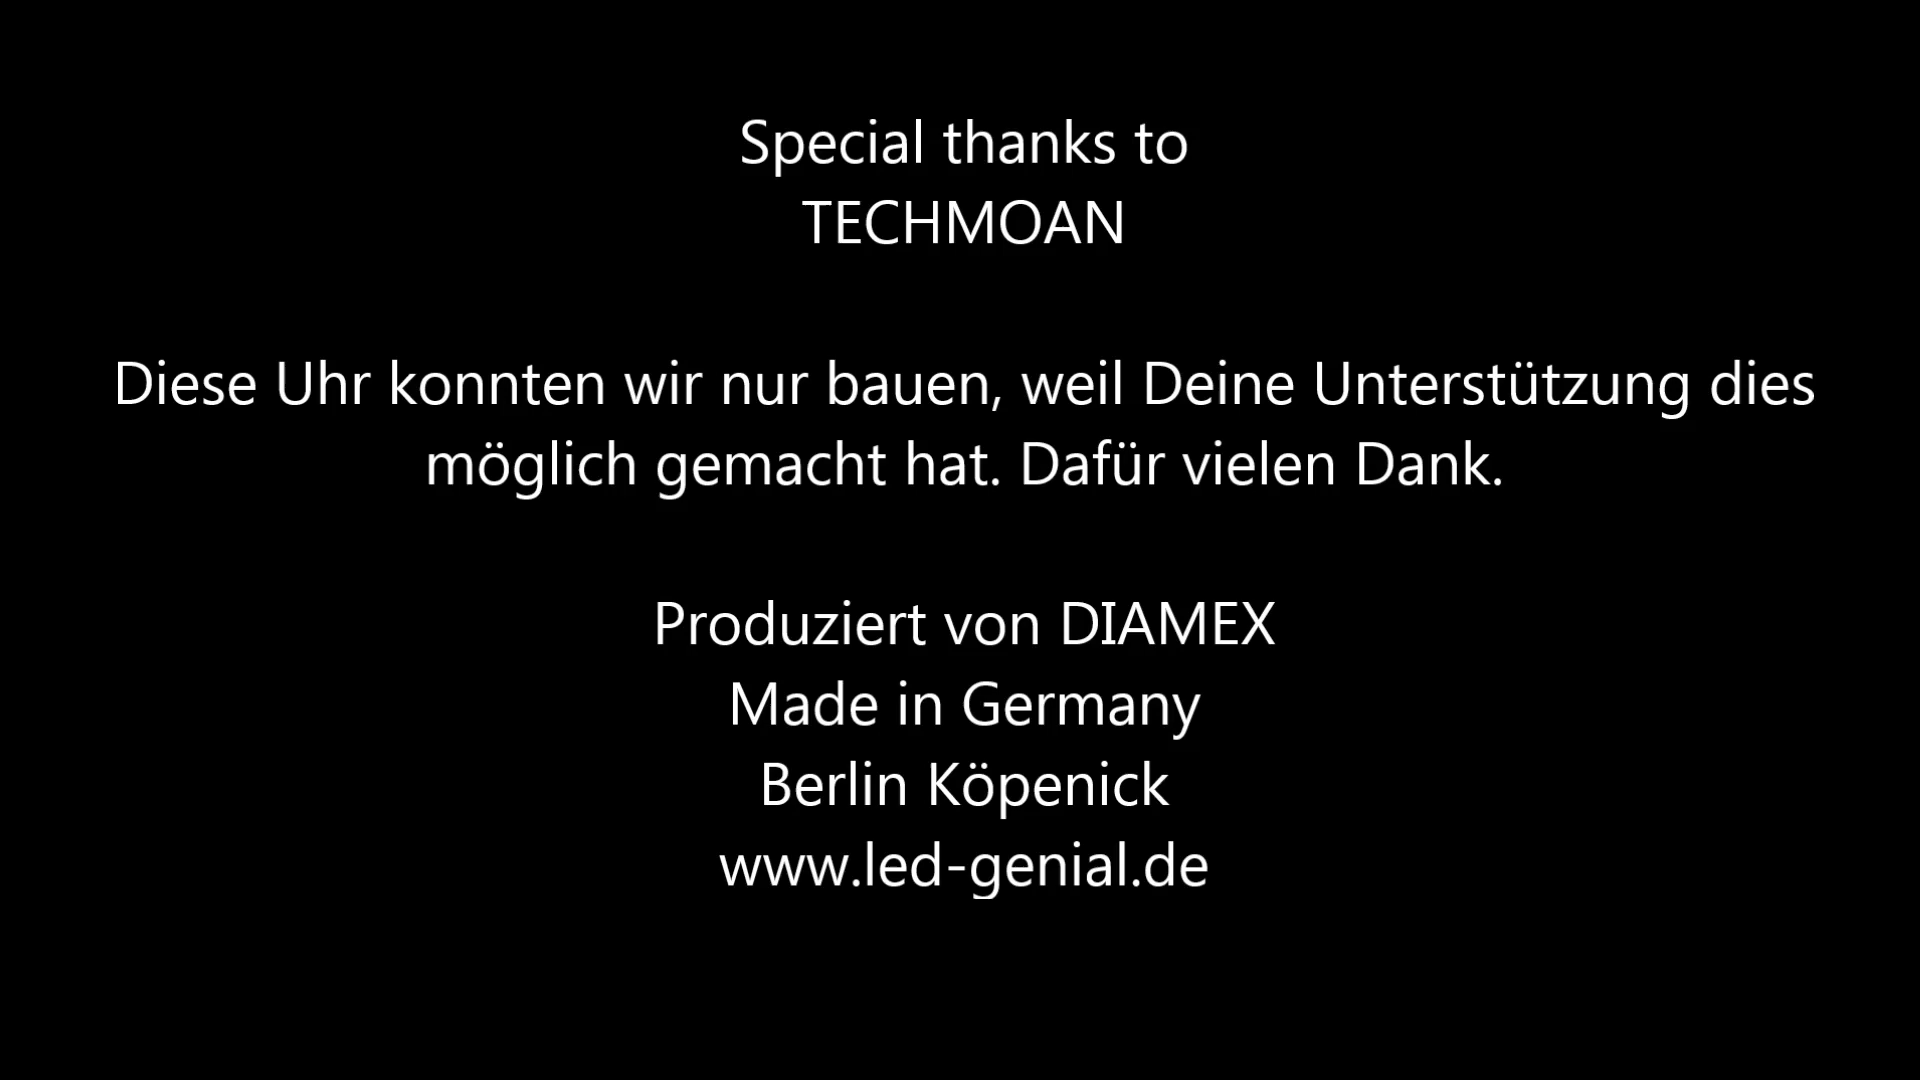 Special thanks to
TECHMOAN
Diese Uhr konnten wir nur bauen, weil Deine Unterstützung dies
möglich gemacht hat. Dafür vielen Dank.
Produziert von DIAMEX
Made in Germany
Berlin Köpenick
www.led-genial.de